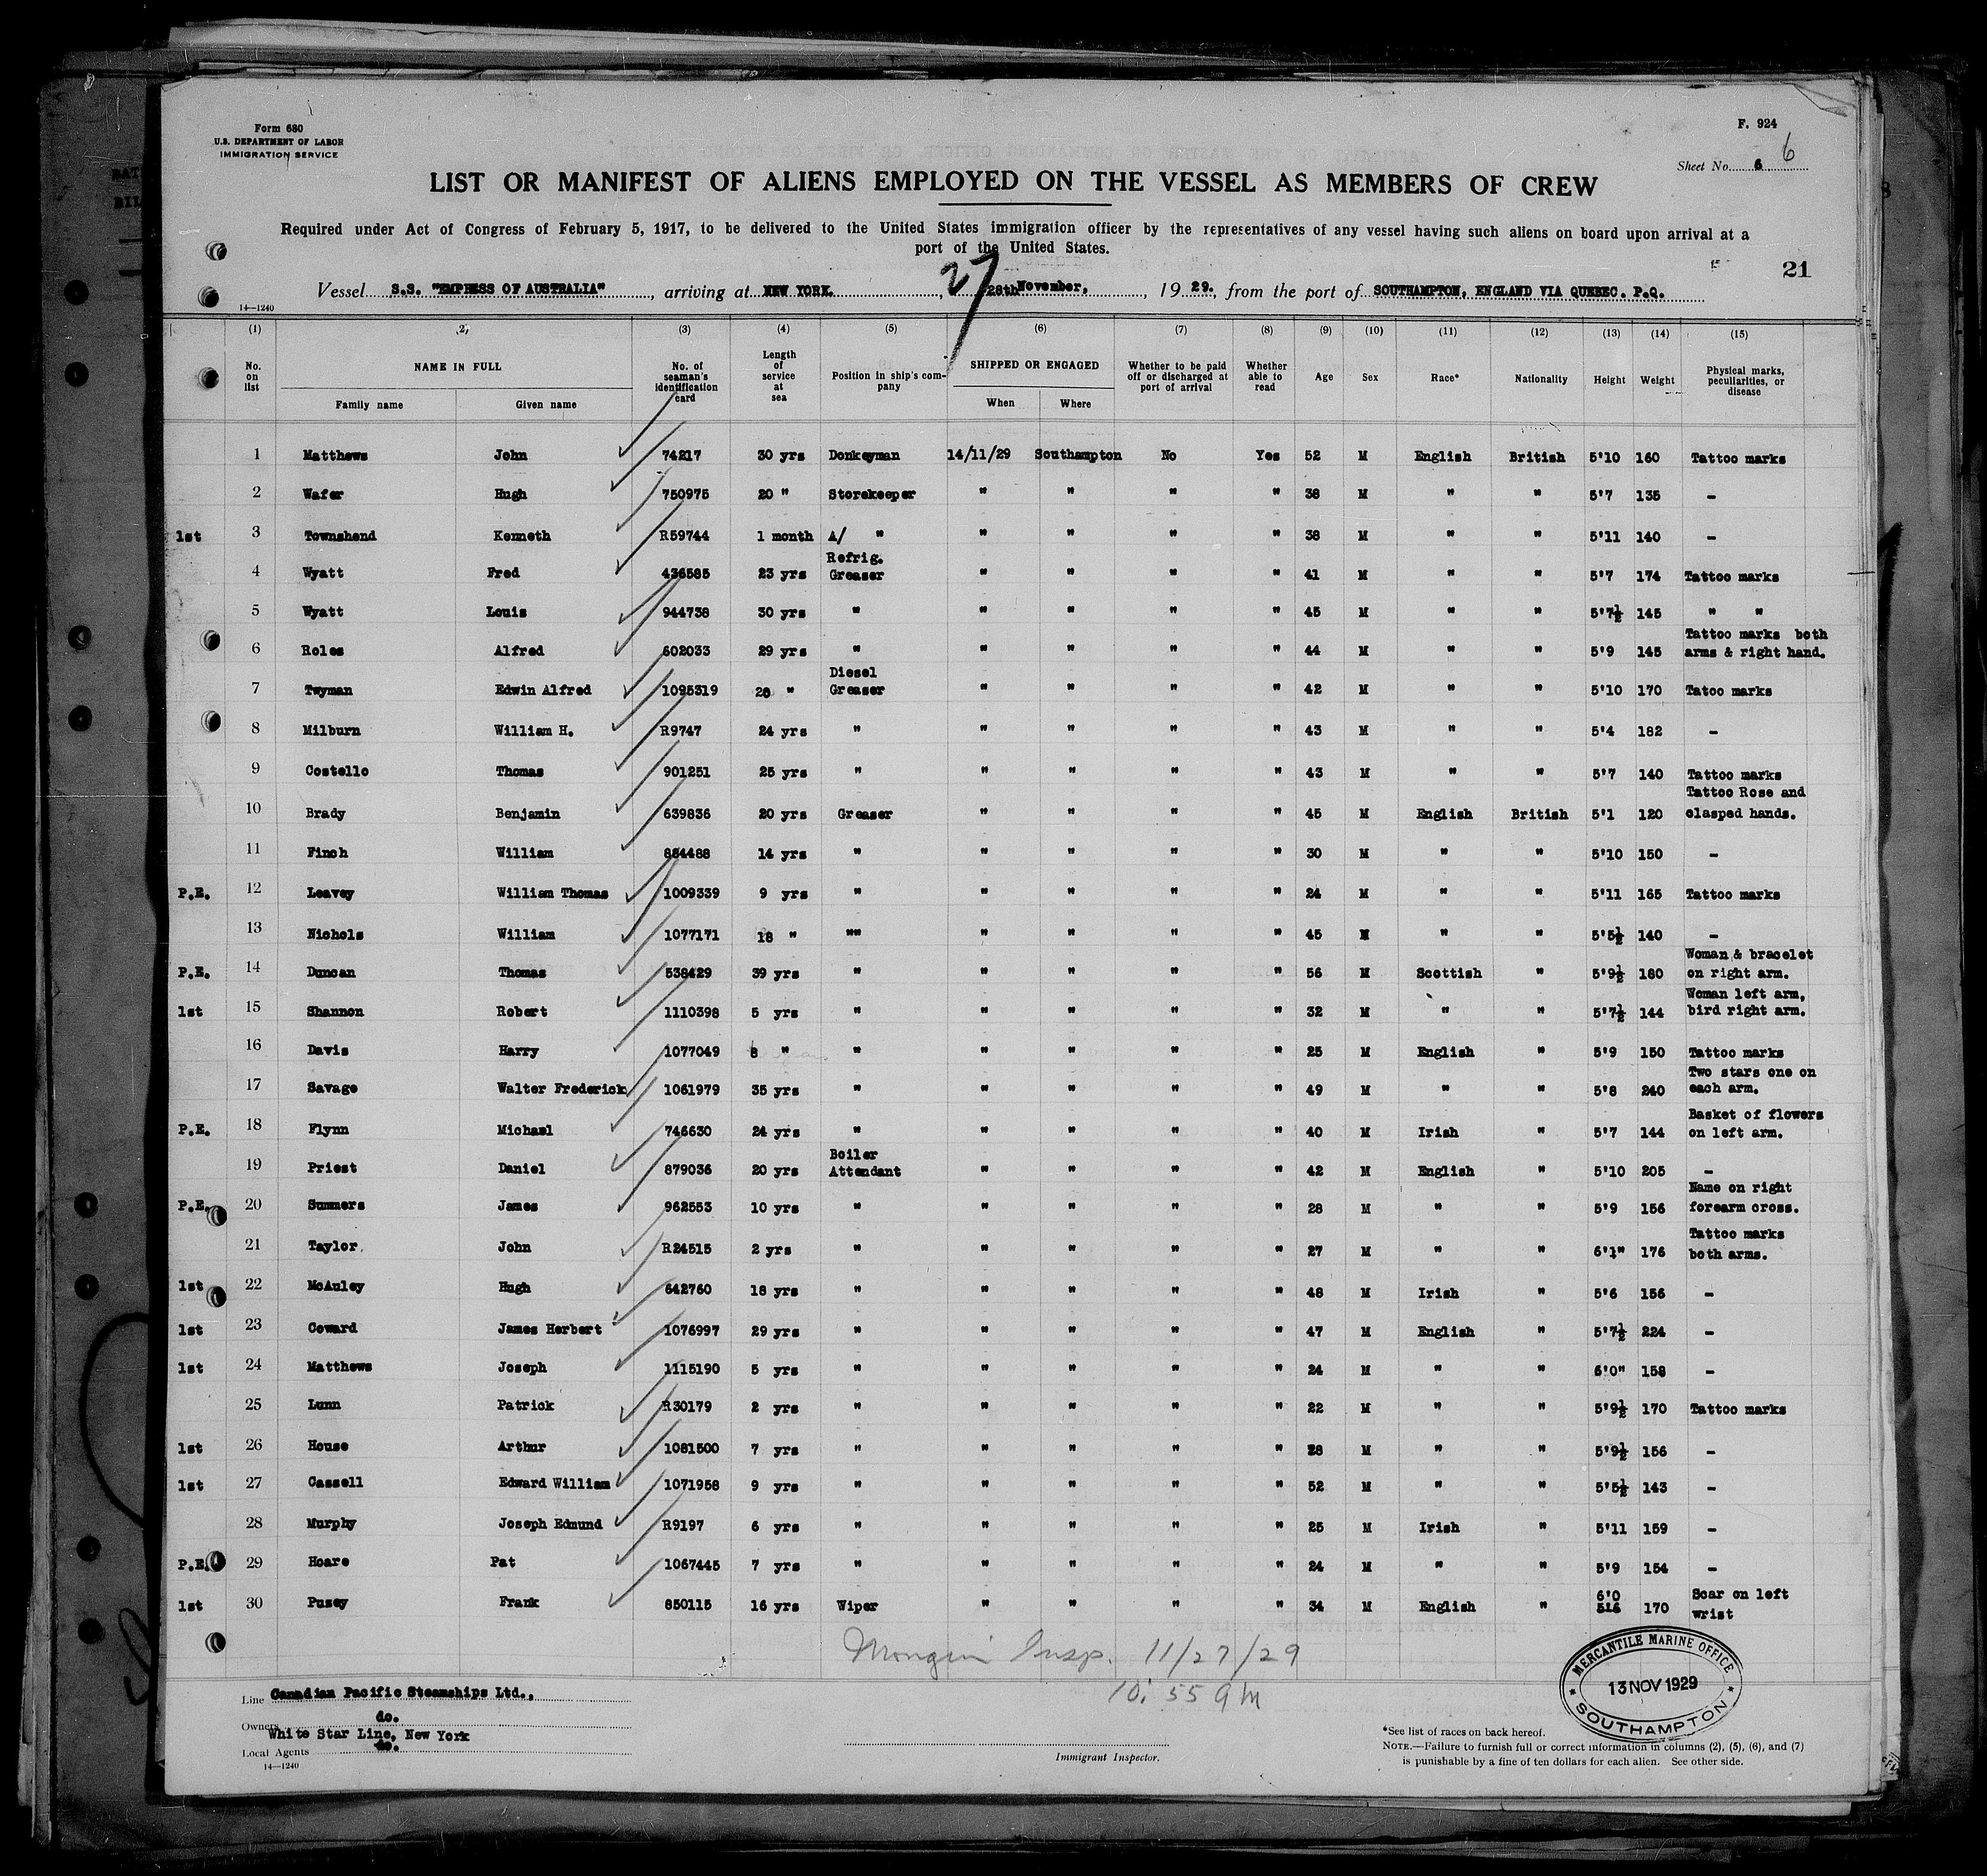 Form 680
U.S. DEPARTMENT OF LABOR
IMMIGRATION SERVICE
F. 924
Sheet No. 6 6
LIST OR MANIFEST OF ALIENS EMPLOYED ON THE VESSEL AS MEMBERS OF CREW
Required under Act of Congress of February 5, 1917, to be delivered to the United States immigration officer by the representatives of any vessel having such aliens on board upon arrival at a
port of the United States.
21
27
Vessel S.S. "EMPRESS OF AUSTRALIA", arriving at NEW YORK., 28th November, 1929., from the port of SOUTHAMPTON, ENGLAND VIA QUEBEC. P.Q.
14—1240
(1) (2) (3) (4) (5) (6) (7) (8) (9) (10) (11) (12) (13) (14) (15)
No. on list NAME IN FULL Family name Given name No. of seaman's identification card Length of service at sea Position in ship's company SHIPPED OR ENGAGED When Where Whether to be paid off or discharged at port of arrival Whether able to read Age Sex Race* Nationality Height Weight Physical marks, peculiarities, or disease
1 Matthews John 74217 30 yrs Donkeyman 14/11/29 Southampton No Yes 52 M English British 5'10 160 Tattoo marks
2 Wafer Hugh 750975 20 " Storekeeper " " " " 38 M " " 5'7 135 -
1st 3 Townshend Kenneth R59744 1 month A/ " " " " " 38 M " " 5'11 140 -
4 Wyatt Fred 436585 23 yrs Refrig. Greaser " " " " 41 M " " 5'7 174 Tattoo marks
5 Wyatt Louis 944738 30 yrs " " " " " 45 M " " 5'7½ 145 " "
6 Roles Alfred 602033 29 yrs " " " " " 44 M " " 5'9 145 Tattoo marks both arms & right hand.
7 Twyman Edwin Alfred 1095319 20 " Diesel Greaser " " " " 42 M " " 5'10 170 Tatoo marks
8 Milburn William H. R9747 24 yrs " " " " " 43 M " " 5'4 182 -
9 Costello Thomas 901251 25 yrs " " " " " 43 M " " 5'7 140 Tattoo marks
10 Brady Benjamin 639836 20 yrs Greaser " " " " 45 M English British 5'1 120 Tattoo Rose and clasped hands.
11 Finch William 884488 14 yrs " " " " " 30 M " " 5'10 150 -
P.E. 12 Leavey William Thomas 1009339 9 yrs " " " " " 24 M " " 5'11 165 Tattoo marks
13 Nichols William 1077171 18 " "" " " " " 45 M " " 5'5½ 140 -
P.E. 14 Duncan Thomas 538429 39 yrs " " " " " 56 M Scottish " 5'9½ 180 Woman & bracelet on right arm.
1st 15 Shannon Robert 1110398 5 yrs " " " " " 32 M " " 5'7½ 144 Woman left arm, bird right arm.
16 Davis Harry 1077049 8 " " " " " " 25 M English " 5'9 150 Tattoo marks
17 Savage Walter Frederick 1061979 35 yrs " " " " " 49 M " " 5'8 240 Two stars one on each arm.
P.E. 18 Flynn Michael 746630 24 yrs " " " " " 40 M Irish " 5'7 144 Basket of flowers on left arm.
19 Priest Daniel 879036 20 yrs Boiler Attendant " " " " 42 M English " 5'10 205 -
P.E. 20 Summers James 962553 10 yrs " " " " " 28 M " " 5'9 156 Name on right forearm cross.
21 Taylor John R24515 2 yrs " " " " " 27 M " " 6'1" 176 Tattoo marks both arms.
1st 22 McAuley Hugh 642760 18 yrs " " " " " 48 M Irish " 5'6 156 -
1st 23 Coward James Herbert 1076997 29 yrs " " " " " 47 M English " 5'7½ 224 -
1st 24 Matthews Joseph 1115190 5 yrs " " " " " 24 M " " 6'0" 158 -
25 Lunn Patrick R30179 2 yrs " " " " " 22 M " " 5'9½ 170 Tattoo marks
1st 26 House Arthur 1081500 7 yrs " " " " " 28 M " " 5'9½ 156 -
1st 27 Cassell Edward William 1071958 9 yrs " " " " " 52 M " " 5'5½ 143 -
28 Murphy Joseph Edmund R9197 6 yrs " " " " " 25 M Irish " 5'11 159 -
P.E. 29 Hoare Pat 1067445 7 yrs " " " " " 24 M " " 5'9 154 -
1st 30 Pusey Frank 850115 16 yrs Wiper " " " " 34 M English " 6'0 170 Scar on left wrist
Insp. 11/27/29
10:55 am
MERCANTILE MARINE OFFICE
13 NOV 1929
SOUTHAMPTON
Line Canadian Pacific Steamships Ltd.,
Owners do.
White Star Line, New York
Local Agents do.
14—1240
Immigrant Inspector.
*See list of races on back hereof.
NOTE.—Failure to furnish full or correct information in columns (2), (5), (6), and (7)
is punishable by a fine of ten dollars for each alien. See other side.